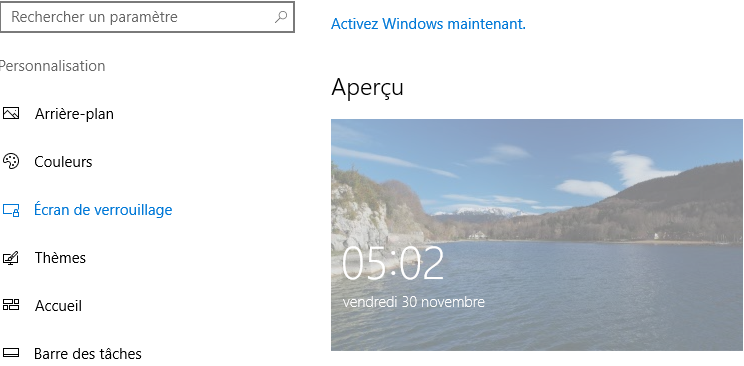 Rechercher un paramètre
Activez Windows maintenant.
Personnalisation
Aperçu
Arrière-plan
Couleurs
Écran de verrouillage
Thèmes
Accueil
Barre des tâches
05:02
vendredi 30 novembre